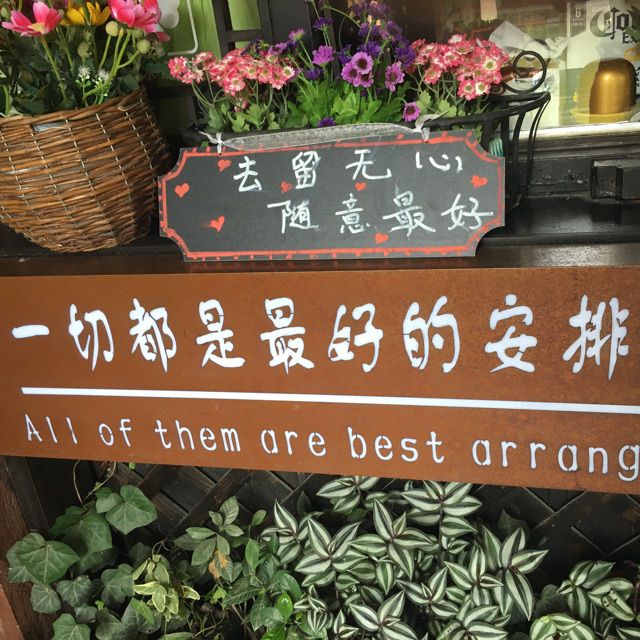 去留无心
随意最好
一切都是最好的安排
All of them are best arrang